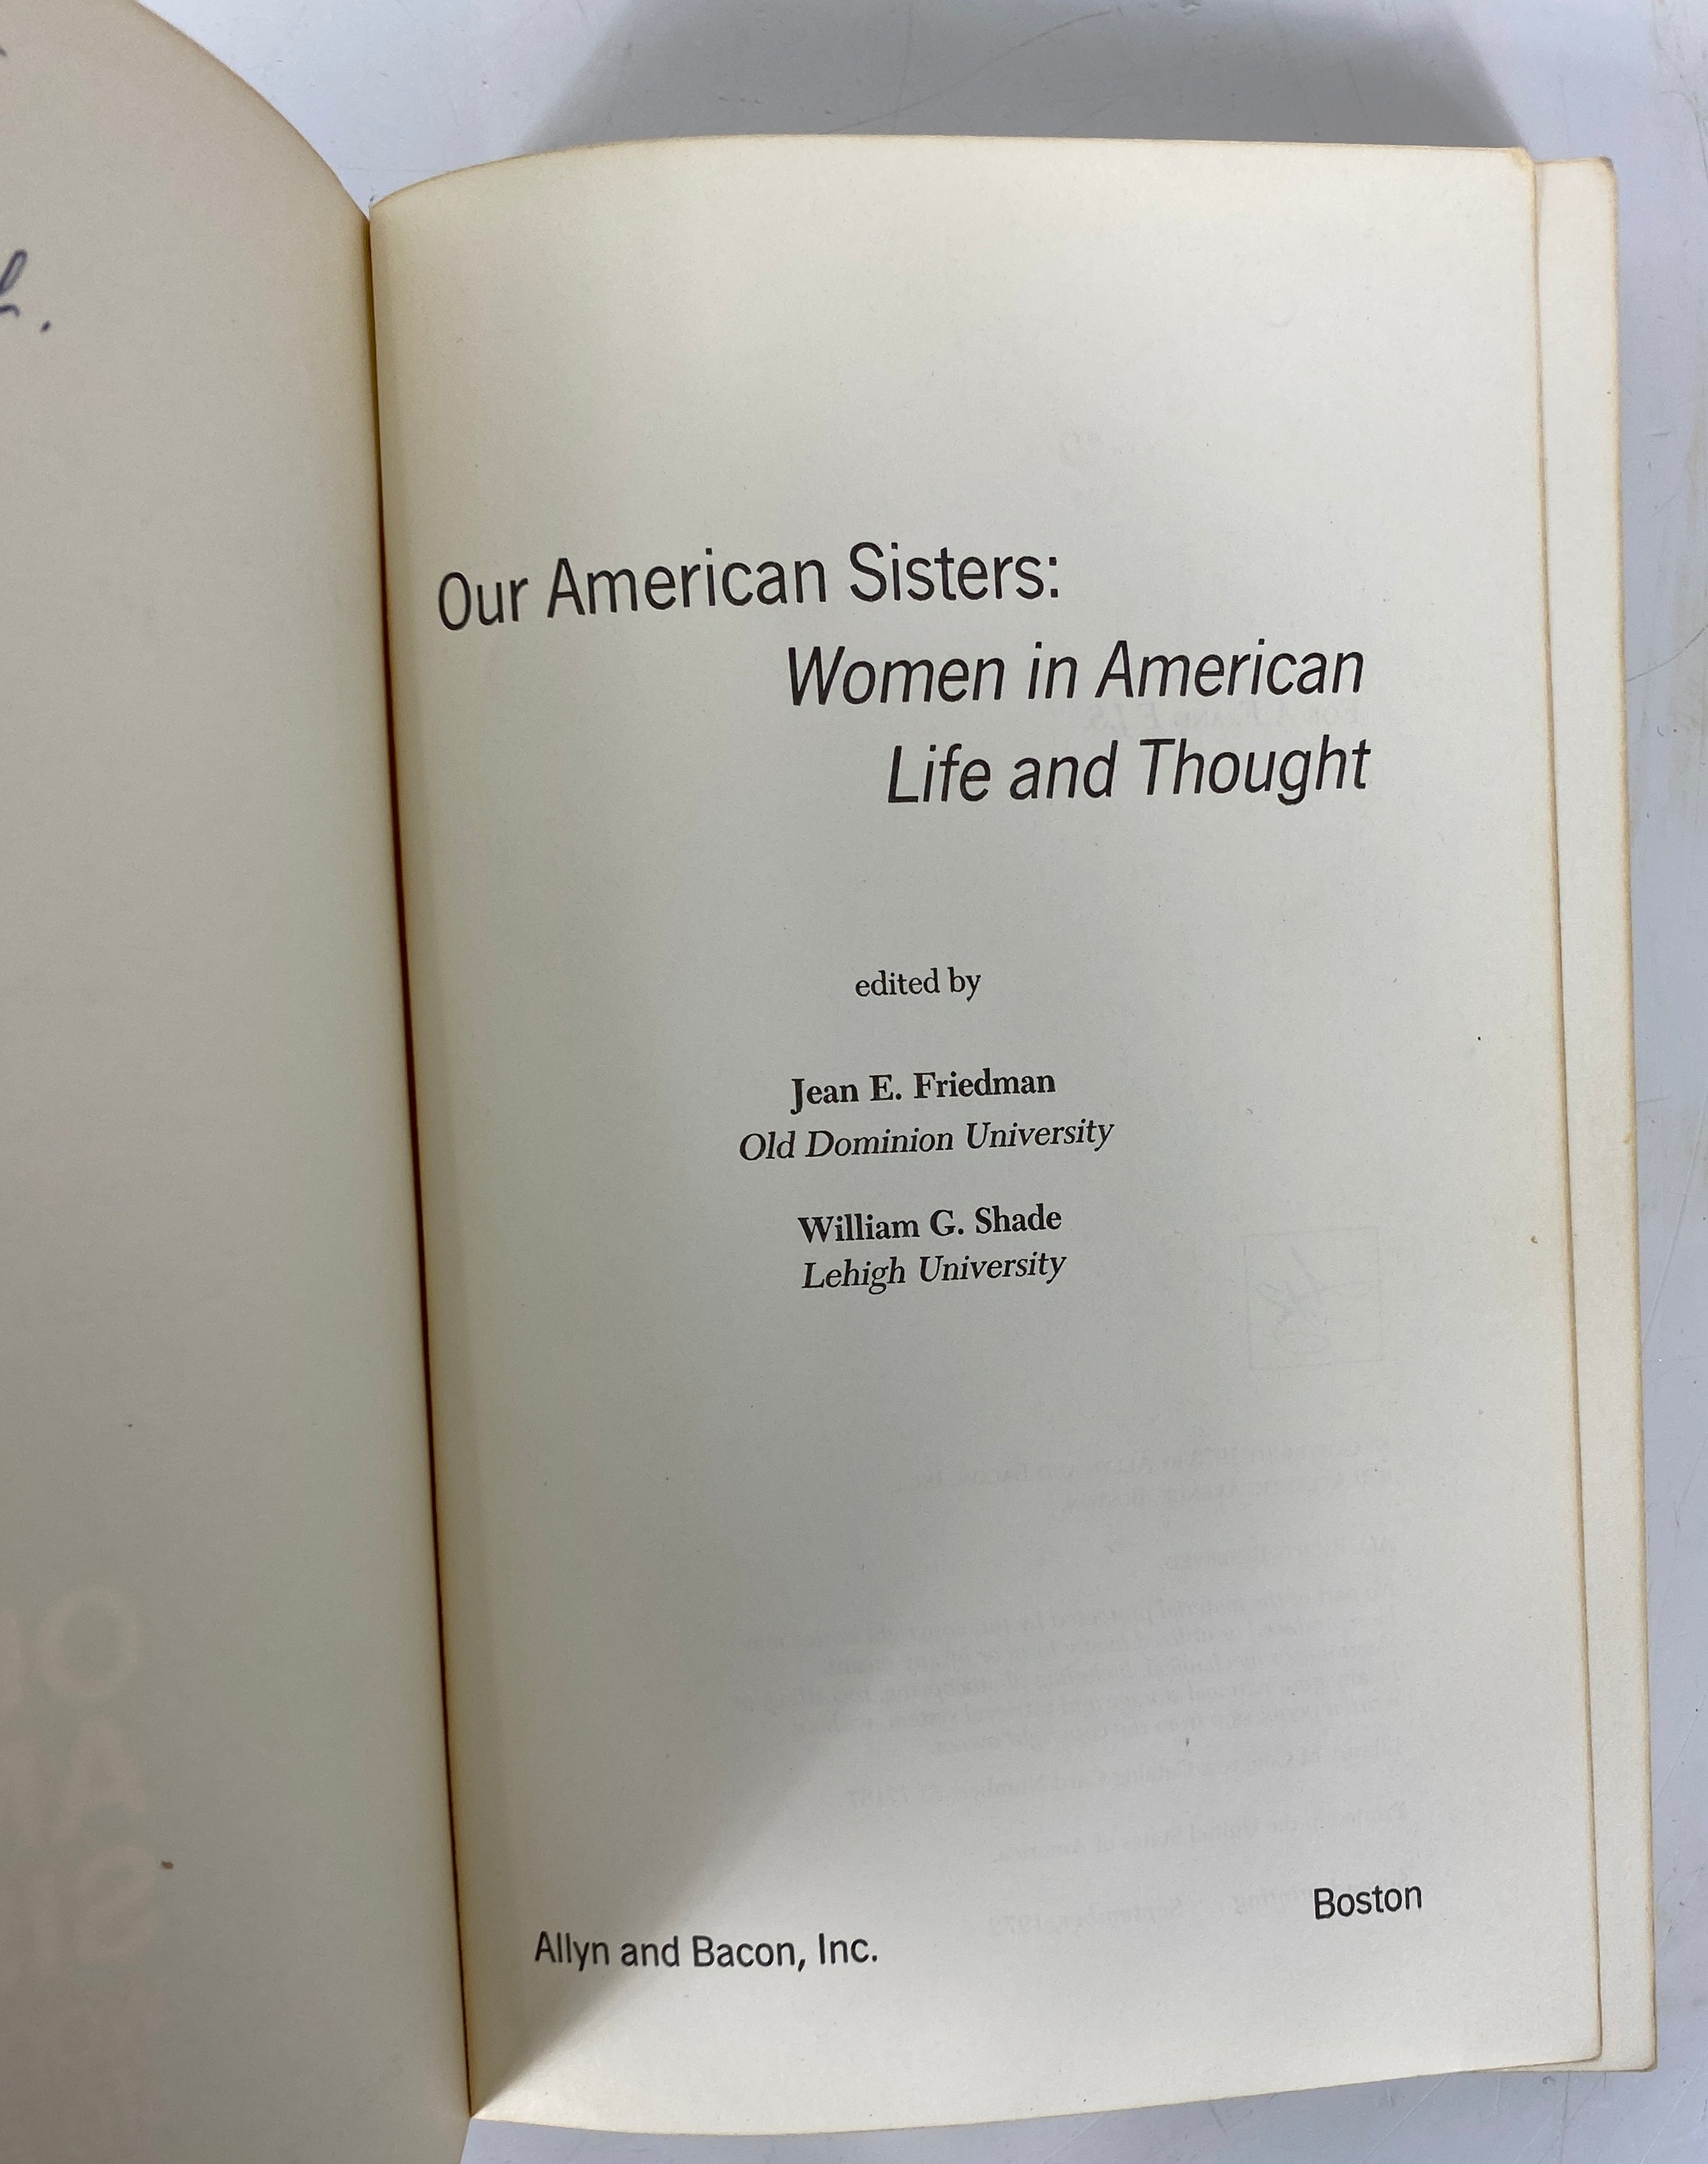 Our American Sisters:
Women in American
Life and Thought
edited by
Jean E. Friedman
Old Dominion University
William G. Shade
Lehigh University
Boston
Allyn and Bacon, Inc.